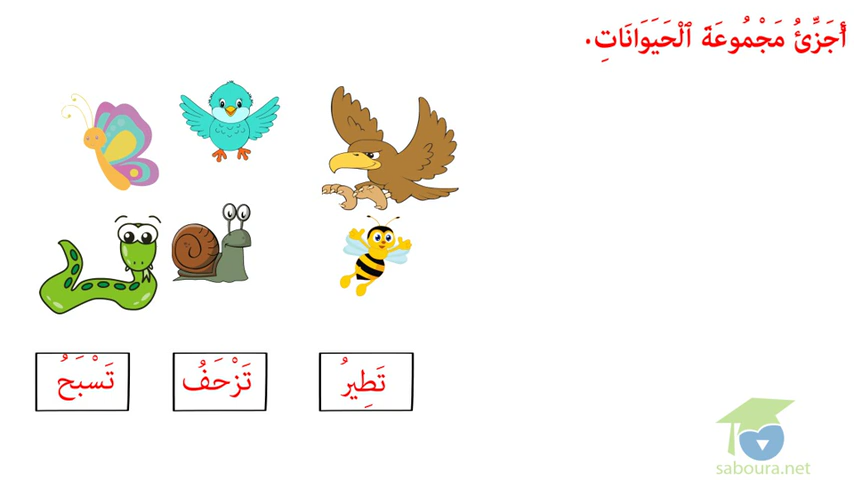 أُجَزِّئُ مَجْمُوعَةَ ٱلْحَيَوَانَاتِ.
تَطِيرُ
تَزْحَفُ
تَسْبَحُ
saboura.net